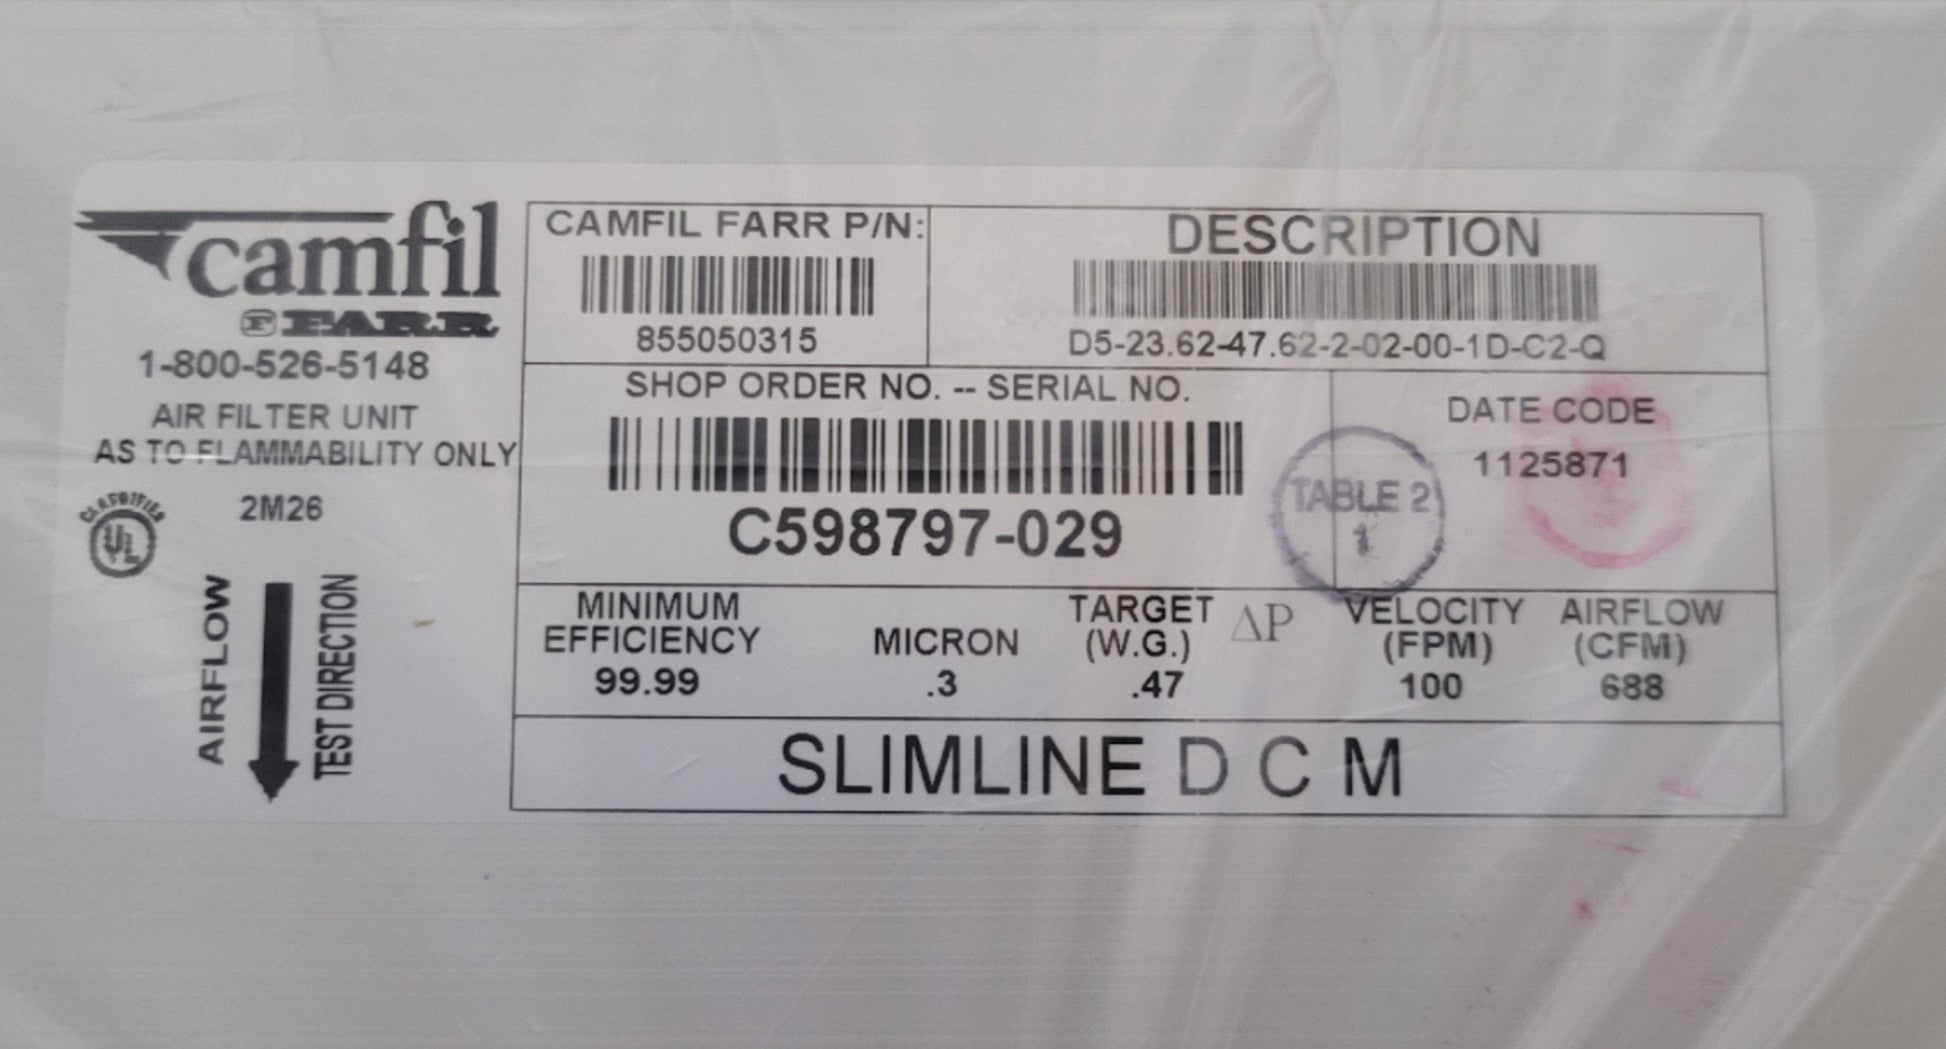 camfil
FARR
1-800-526-5148
AIR FILTER UNIT
AS TO FLAMMABILITY ONLY
CLASSIFIED
UL
2M26
AIRFLOW
TEST DIRECTION
CAMFIL FARR P/N:
855050315
DESCRIPTION
D5-23.62-47.62-2-02-00-1D-C2-Q
SHOP ORDER NO. -- SERIAL NO.
C598797-029
DATE CODE
1125871
TABLE 2
1
MINIMUM
EFFICIENCY
99.99
MICRON
.3
TARGET ΔP
(W.G.)
.47
VELOCITY
(FPM)
100
AIRFLOW
(CFM)
688
SLIMLINE D C M